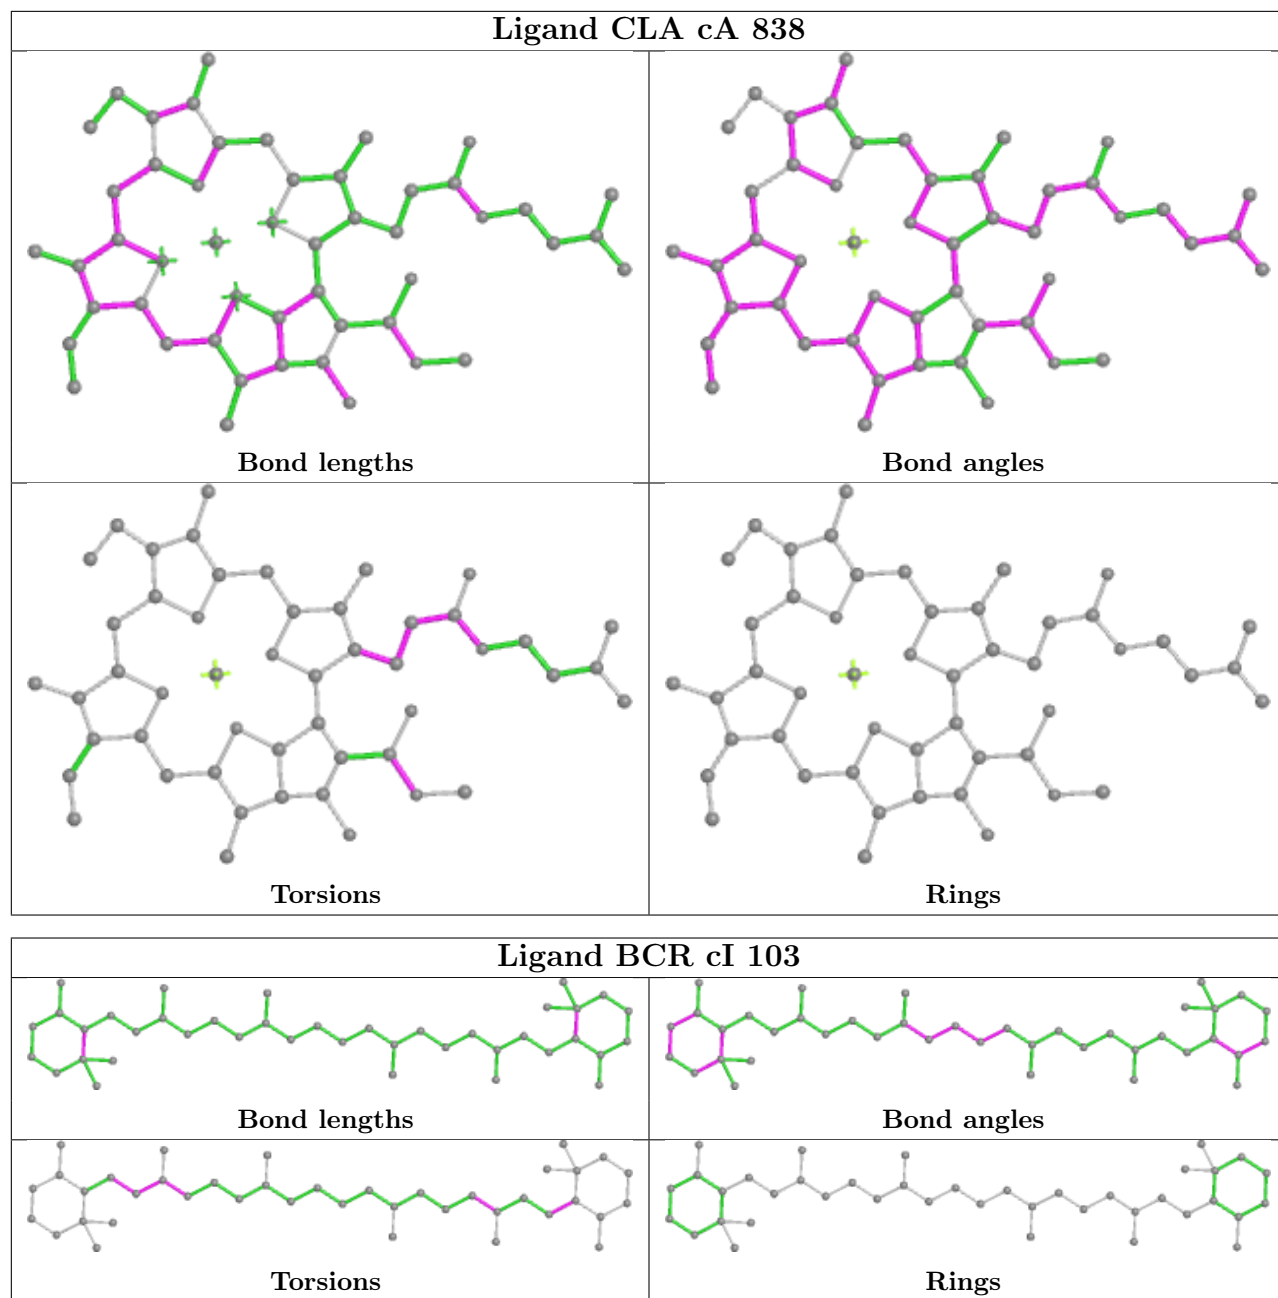 Ligand CLA cA 838
Bond lengths
Bond angles
Torsions
Rings
Ligand BCR cI 103
Bond lengths
Bond angles
Torsions
Rings